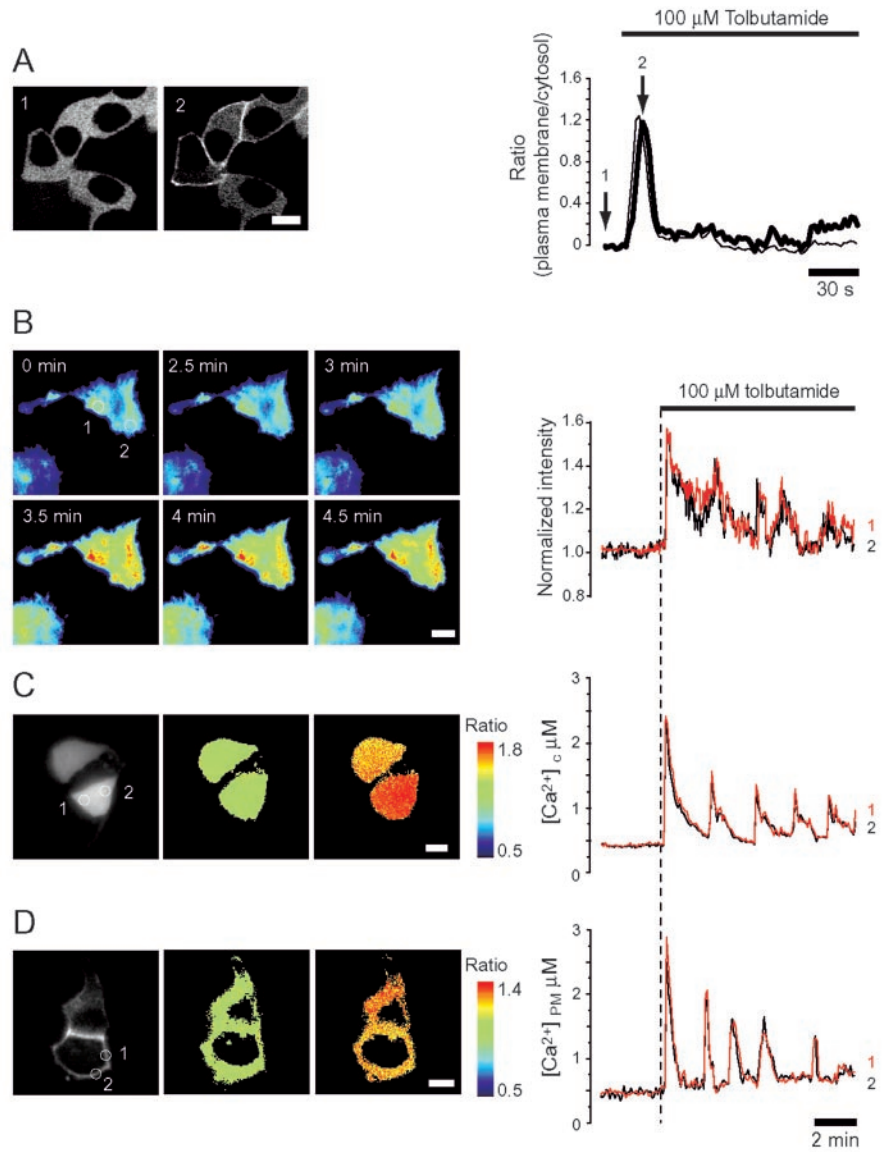 A
1
2
100 μM Tolbutamide
Ratio
(plasma membrane/cytosol)
1.6
1.2
0.8
0.4
0
1
2
30 s
B
0 min
2.5 min
3 min
1
2
3.5 min
4 min
4.5 min
100 μM tolbutamide
Normalized intensity
1.6
1.4
1.2
1.0
0.8
1
2
C
1
2
Ratio
1.8
0.5
[Ca2+] c μM
3
2
1
0
1
2
D
1
2
Ratio
1.4
0.5
[Ca2+] PM μM
3
2
1
0
1
2
2 min